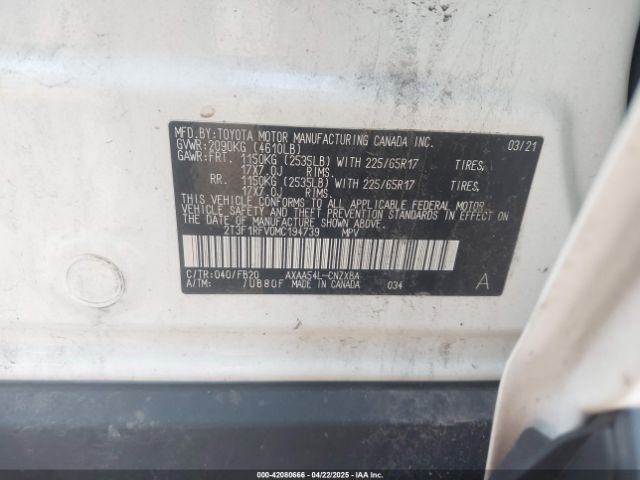 MFD.BY:TOYOTA MOTOR MANUFACTURING CANADA INC. 03/21
GVWR:2090KG (4610LB)
GAWR:FRT. 1150KG (2535LB) WITH 225/65R17 TIRES,
17X7.0J RIMS.
RR. 1150KG (2535LB) WITH 225/65R17 TIRES,
17X7.0J RIMS.
THIS VEHICLE CONFORMS TO ALL APPLICABLE FEDERAL MOTOR
VEHICLE SAFETY AND THEFT PREVENTION STANDARDS IN EFFECT ON
THE DATE OF MANUFACTURE SHOWN ABOVE.
2T3F1RFV0MC194739 MPV
C/TR:040/FB20 AXAA54L-CNZXBA A
A/TM: 70B80F MADE IN CANADA 034
000-42080666 - 04/22/2025 - IAAI.com